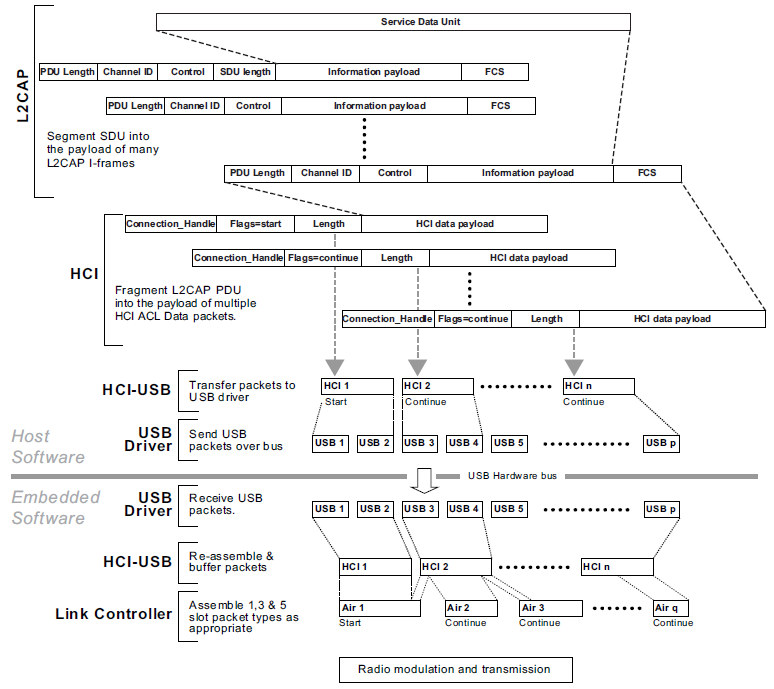 Service Data Unit
L2CAP
PDU Length Channel ID Control SDU length Information payload FCS
PDU Length Channel ID Control Information payload FCS
Segment SDU into
the payload of many
L2CAP I-frames
PDU Length Channel ID Control Information payload FCS
HCI
Connection_Handle Flags=start Length HCI data payload
Connection_Handle Flags=continue Length HCI data payload
Fragment L2CAP PDU
into the payload of multiple
HCI ACL Data packets.
Connection_Handle Flags=continue Length HCI data payload
HCI-USB
Transfer packets to
USB driver
HCI 1 HCI 2 HCI n
Start Continue Continue
Host
Software
USB
Driver
Send USB
packets over bus
USB 1 USB 2 USB 3 USB 4 USB 5 USB p
USB Hardware bus
Embedded
Software
USB
Driver
Receive USB
packets.
USB 1 USB 2 USB 3 USB 4 USB 5 USB p
HCI-USB
Re-assemble &
buffer packets
HCI 1 HCI 2 HCI n
Link Controller
Assemble 1,3 & 5
slot packet types as
appropriate
Air 1 Air 2 Air 3 Air q
Start Continue Continue Continue
Radio modulation and transmission